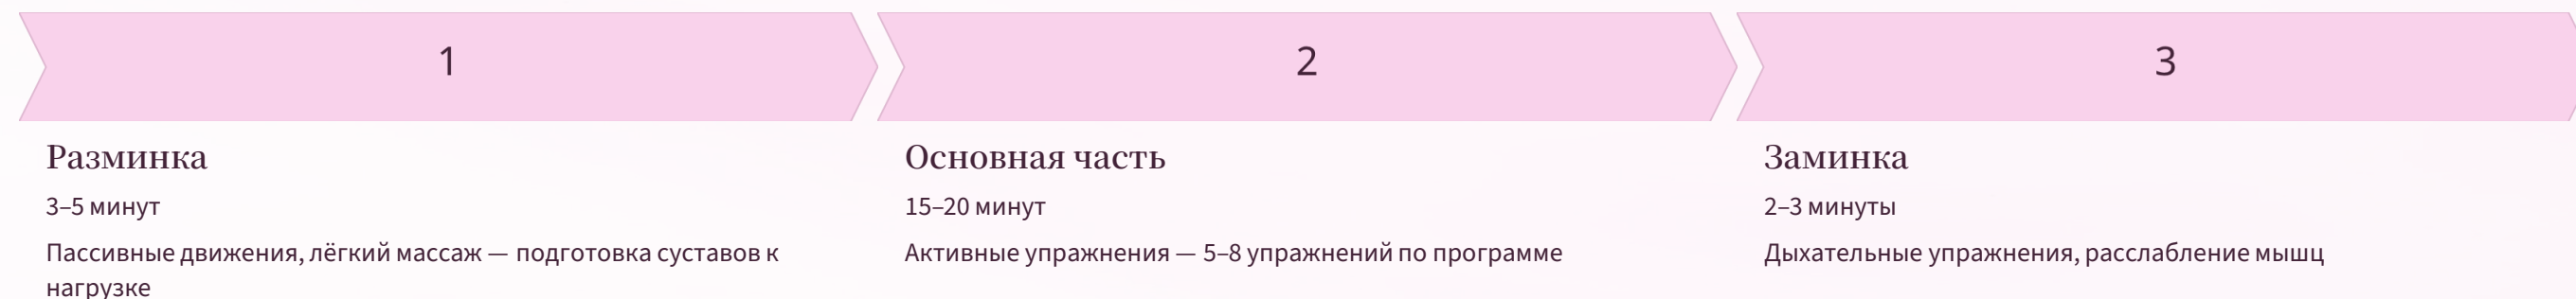 1
Разминка
3–5 минут
Пассивные движения, лёгкий массаж — подготовка суставов к
нагрузке
2
Основная часть
15–20 минут
Активные упражнения — 5–8 упражнений по программе
3
Заминка
2–3 минуты
Дыхательные упражнения, расслабление мышц